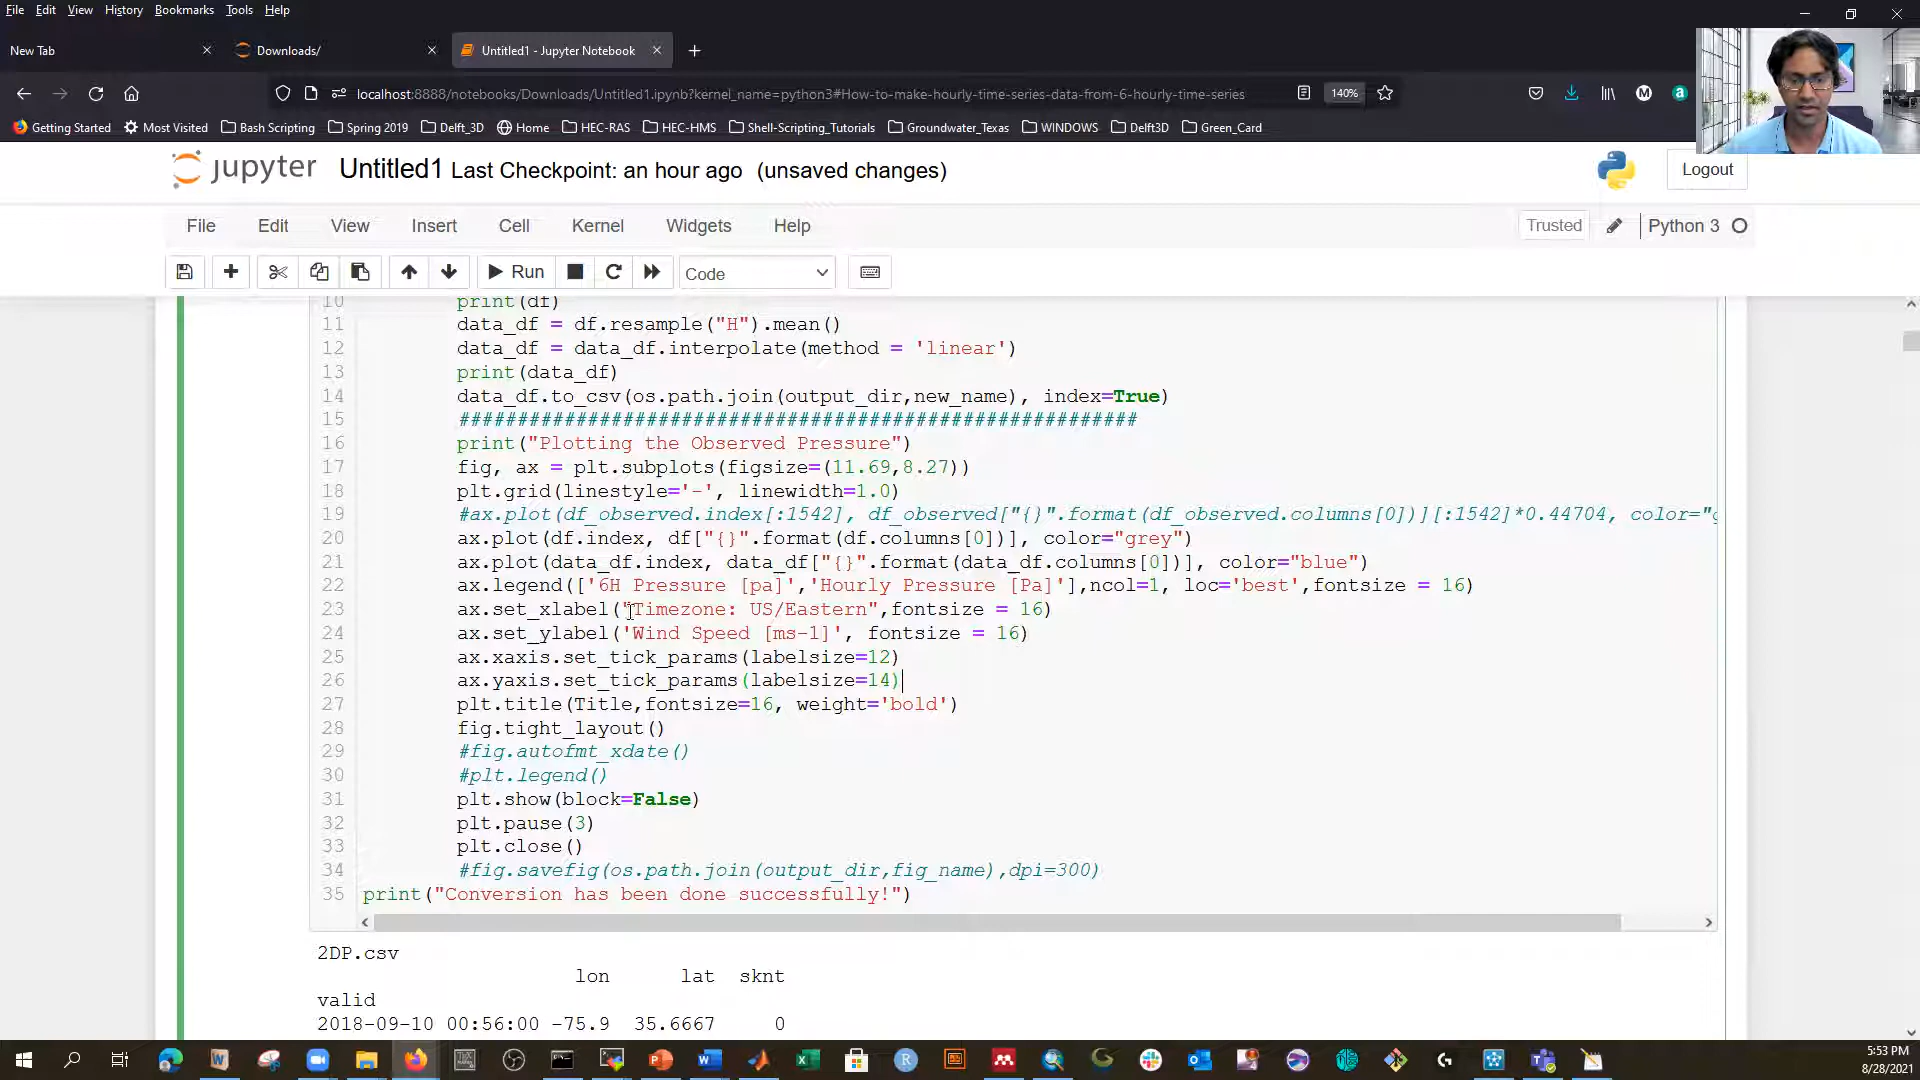 File Edit View History Bookmarks Tools Help
New Tab
Downloads/
Untitled1 - Jupyter Notebook
localhost:8888/notebooks/Downloads/Untitled1.ipynb?kernel_name=python3#How-to-make-hourly-time-series-data-from-6-hourly-time-series
140%
Getting Started Most Visited Bash Scripting Spring 2019 Delft_3D Home HEC-RAS HEC-HMS Shell-Scripting_Tutorials Groundwater_Texas WINDOWS Delft3D Green_Card
jupyter Untitled1 Last Checkpoint: an hour ago (unsaved changes)
Logout
File Edit View Insert Cell Kernel Widgets Help
Trusted
Python 3
Run
Code
10 print(df)
11 data_df = df.resample("H").mean()
12 data_df = data_df.interpolate(method = 'linear')
13 print(data_df)
14 data_df.to_csv(os.path.join(output_dir,new_name), index=True)
15 ##########################################################
16 print("Plotting the Observed Pressure")
17 fig, ax = plt.subplots(figsize=(11.69,8.27))
18 plt.grid(linestyle='-', linewidth=1.0)
19 #ax.plot(df_observed.index[:1542], df_observed["{}".format(df_observed.columns[0])][:1542]*0.44704, color="g
20 ax.plot(df.index, df["{}".format(df.columns[0])], color="grey")
21 ax.plot(data_df.index, data_df["{}".format(data_df.columns[0])], color="blue")
22 ax.legend(['6H Pressure [pa]','Hourly Pressure [Pa]'],ncol=1, loc='best',fontsize = 16)
23 ax.set_xlabel("Timezone: US/Eastern",fontsize = 16)
24 ax.set_ylabel('Wind Speed [ms-1]', fontsize = 16)
25 ax.xaxis.set_tick_params(labelsize=12)
26 ax.yaxis.set_tick_params(labelsize=14)
27 plt.title(Title,fontsize=16, weight='bold')
28 fig.tight_layout()
29 #fig.autofmt_xdate()
30 #plt.legend()
31 plt.show(block=False)
32 plt.pause(3)
33 plt.close()
34 #fig.savefig(os.path.join(output_dir,fig_name),dpi=300)
35 print("Conversion has been done successfully!")
2DP.csv
lon lat sknt
valid
2018-09-10 00:56:00 -75.9 35.6667 0
5:53 PM
8/28/2021